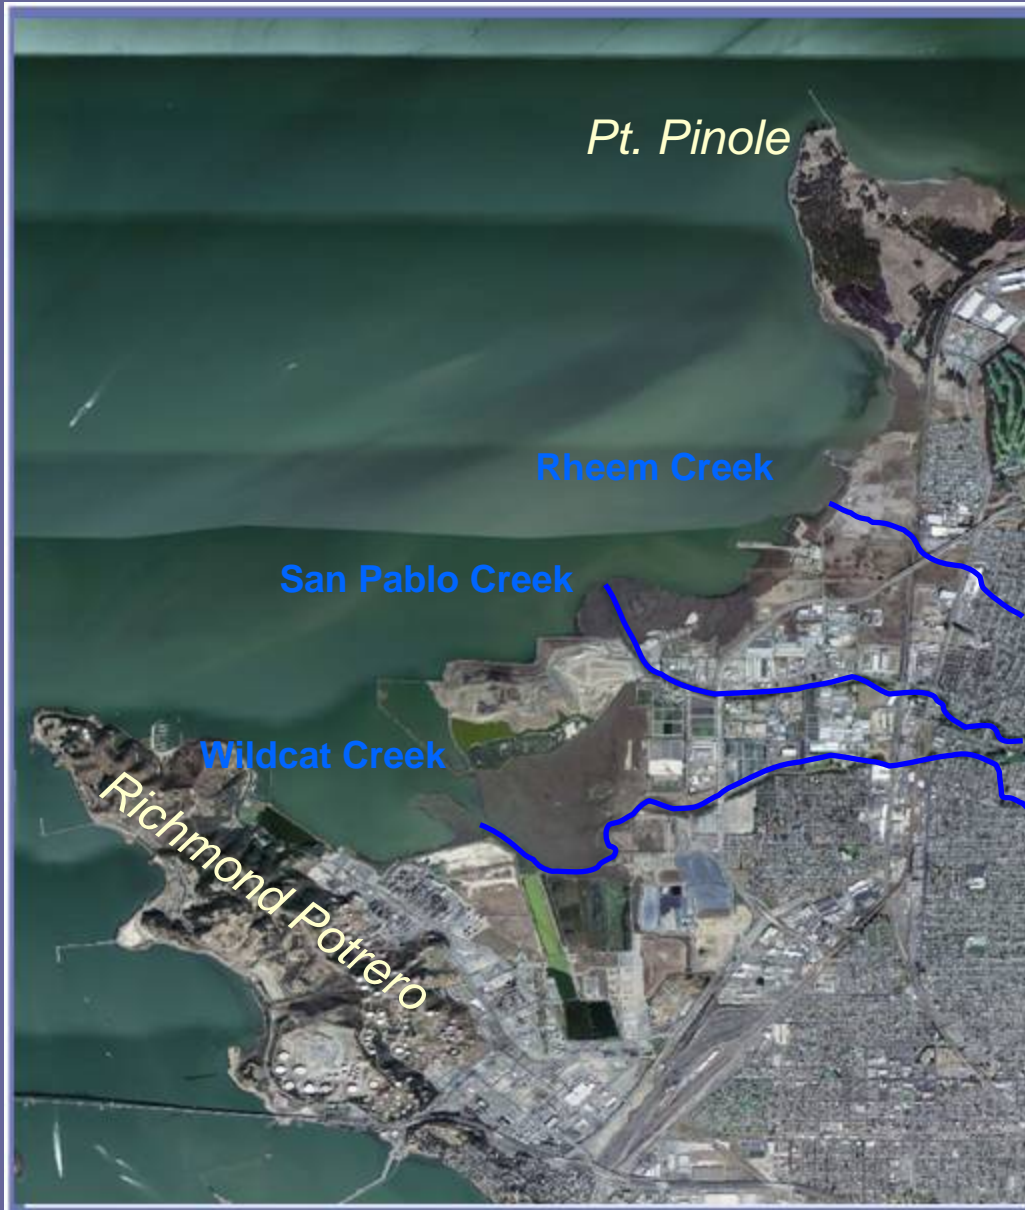 Pt. Pinole
Rheem Creek
San Pablo Creek
Wildcat Creek
Richmond Potrero